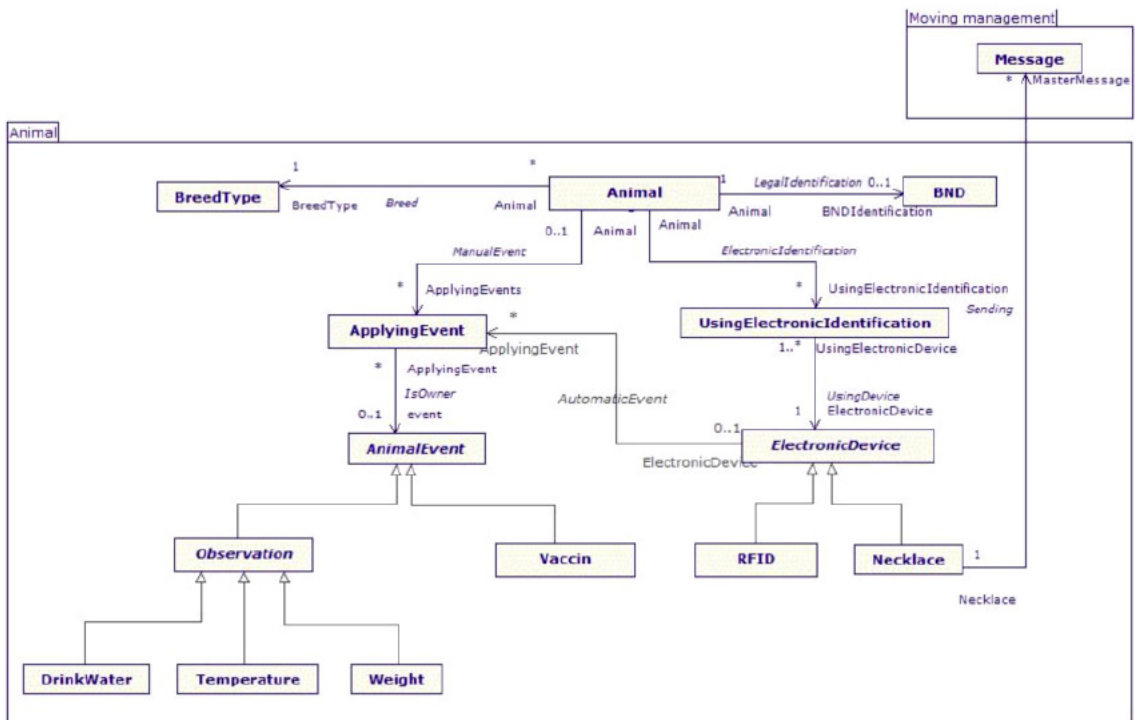 Moving management
Message
* MasterMessage
Animal
1
*
BreedType
Animal
1
LegalIdentification 0..1
BND
BreedType
Breed
Animal
Animal
BNDIdentification
0..1
Animal
Animal
ManualEvent
ElectronicIdentification
*
ApplyingEvents
*
UsingElectronicIdentification
Sending
ApplyingEvent
*
UsingElectronicIdentification
ApplyingEvent
1..*
UsingElectronicDevice
*
ApplyingEvent
IsOwner
AutomaticEvent
UsingDevice
0..1
event
1
ElectronicDevice
0..1
AnimalEvent
ElectronicDevice
ElectronicDevice
Observation
Vaccin
RFID
Necklace
1
Necklace
DrinkWater
Temperature
Weight